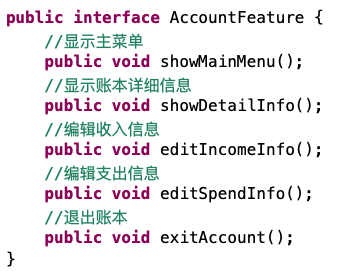 public interface AccountFeature {
    //显示主菜单
    public void showMainMenu();
    //显示账本详细信息
    public void showDetailInfo();
    //编辑收入信息
    public void editIncomeInfo();
    //编辑支出信息
    public void editSpendInfo();
    //退出账本
    public void exitAccount();
}